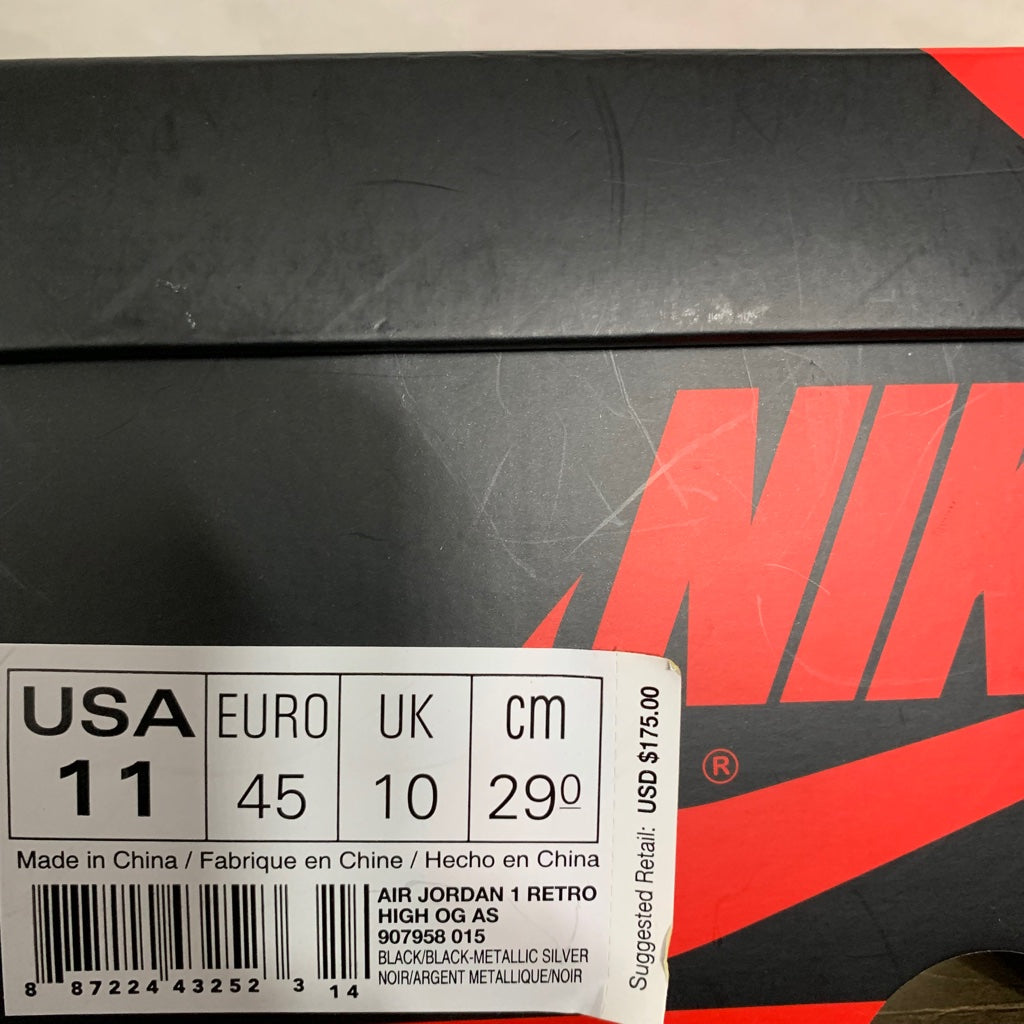 NIK
®
USA EURO UK cm
11 45 10 290
Made in China / Fabrique en Chine / Hecho en China
AIR JORDAN 1 RETRO
HIGH OG AS
907958 015
BLACK/BLACK-METALLIC SILVER
NOIR/ARGENT METALLIQUE/NOIR
8 87224 43252 3 14
Suggested Retail: USD $175.00